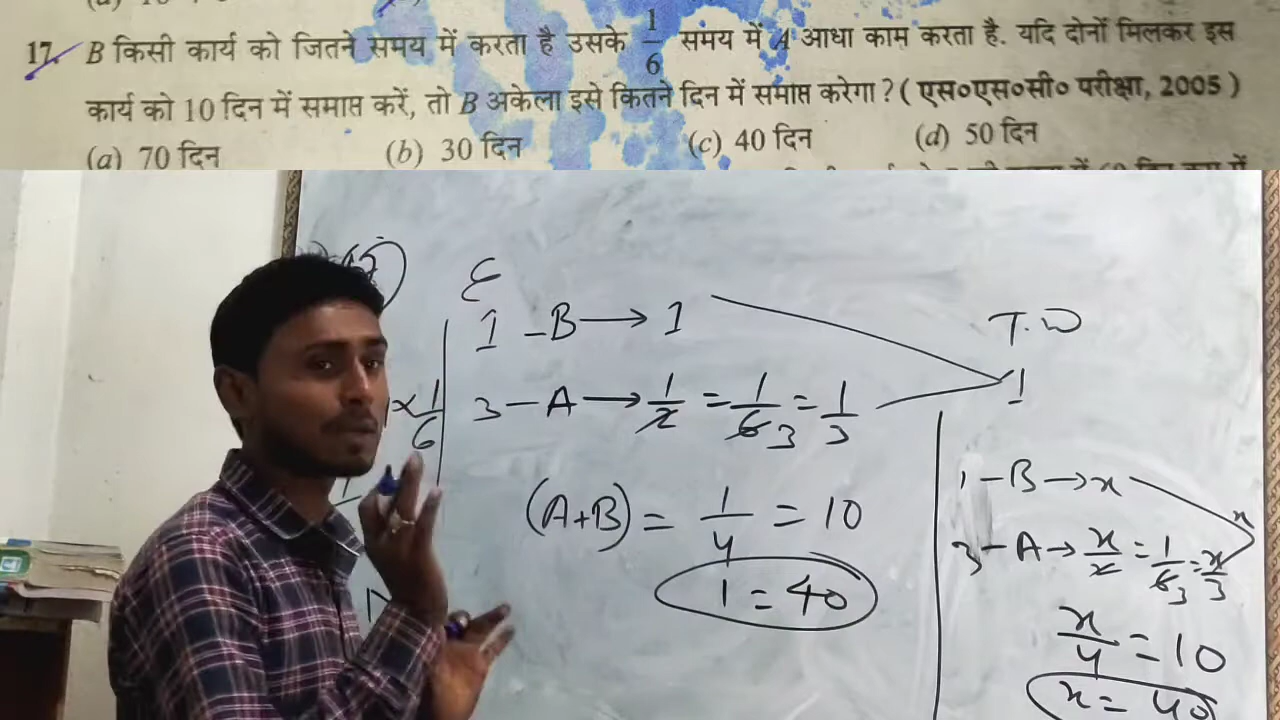 17. B किसी कार्य को जितने समय में करता है उसके 1/6 समय में A आधा काम करता है. यदि दोनों मिलकर इस
कार्य को 10 दिन में समाप्त करें, तो B अकेला इसे कितने दिन में समाप्त करेगा ? ( एस०एस०सी० परीक्षा, 2005 )
(a) 70 दिन (b) 30 दिन (c) 40 दिन (d) 50 दिन
ε
1 - B → 1
T.W
1
× 1/6
3 - A → 1/2 = 1/6 3 = 1/3
(A+B) = 1/4 = 10
1 = 40
1 - B → x
x
3 - A → x/2 = 1/6 3 = x/3
x/4 = 10
x = 40